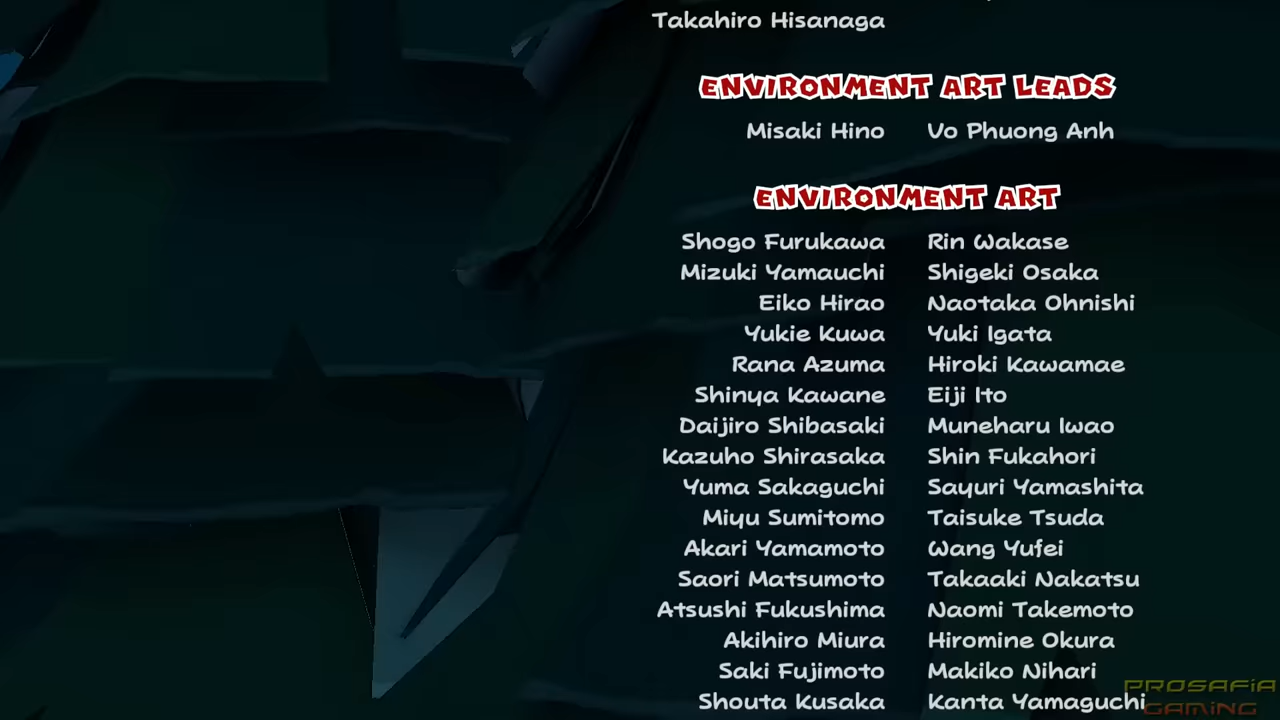 Takahiro Hisanaga
ENVIRONMENT ART LEADS
Misaki Hino Vo Phuong Anh
ENVIRONMENT ART
Shogo Furukawa Rin Wakase
Mizuki Yamauchi Shigeki Osaka
Eiko Hirao Naotaka Ohnishi
Yukie Kuwa Yuki Igata
Rana Azuma Hiroki Kawamae
Shinya Kawane Eiji Ito
Daijiro Shibasaki Muneharu Iwao
Kazuho Shirasaka Shin Fukahori
Yuma Sakaguchi Sayuri Yamashita
Miyu Sumitomo Taisuke Tsuda
Akari Yamamoto Wang Yufei
Saori Matsumoto Takaaki Nakatsu
Atsushi Fukushima Naomi Takemoto
Akihiro Miura Hiromine Okura
Saki Fujimoto Makiko Nihari
Shouta Kusaka Kanta Yamaguchi
PROSAFiA
GAMiNG